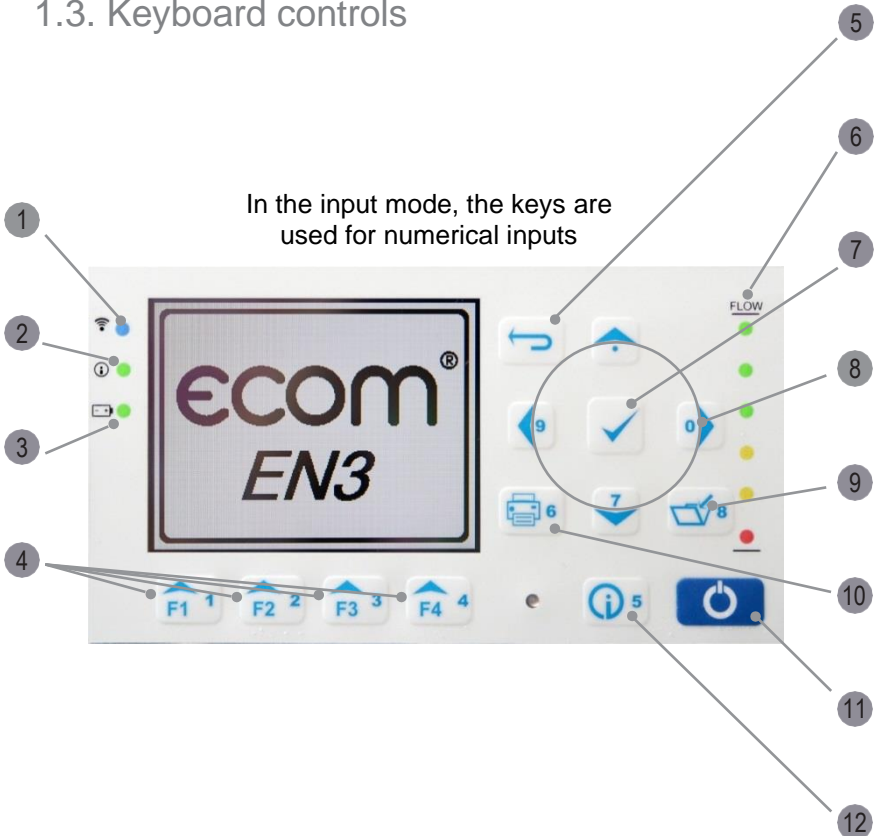 1.3. Keyboard controls
5
6
In the input mode, the keys are
used for numerical inputs
1
7
FLOW
2
ecom®
EN3
9
0
8
3
7
9
6
8
4
10
F1 1
F2 2
F3 3
F4 4
5
11
12